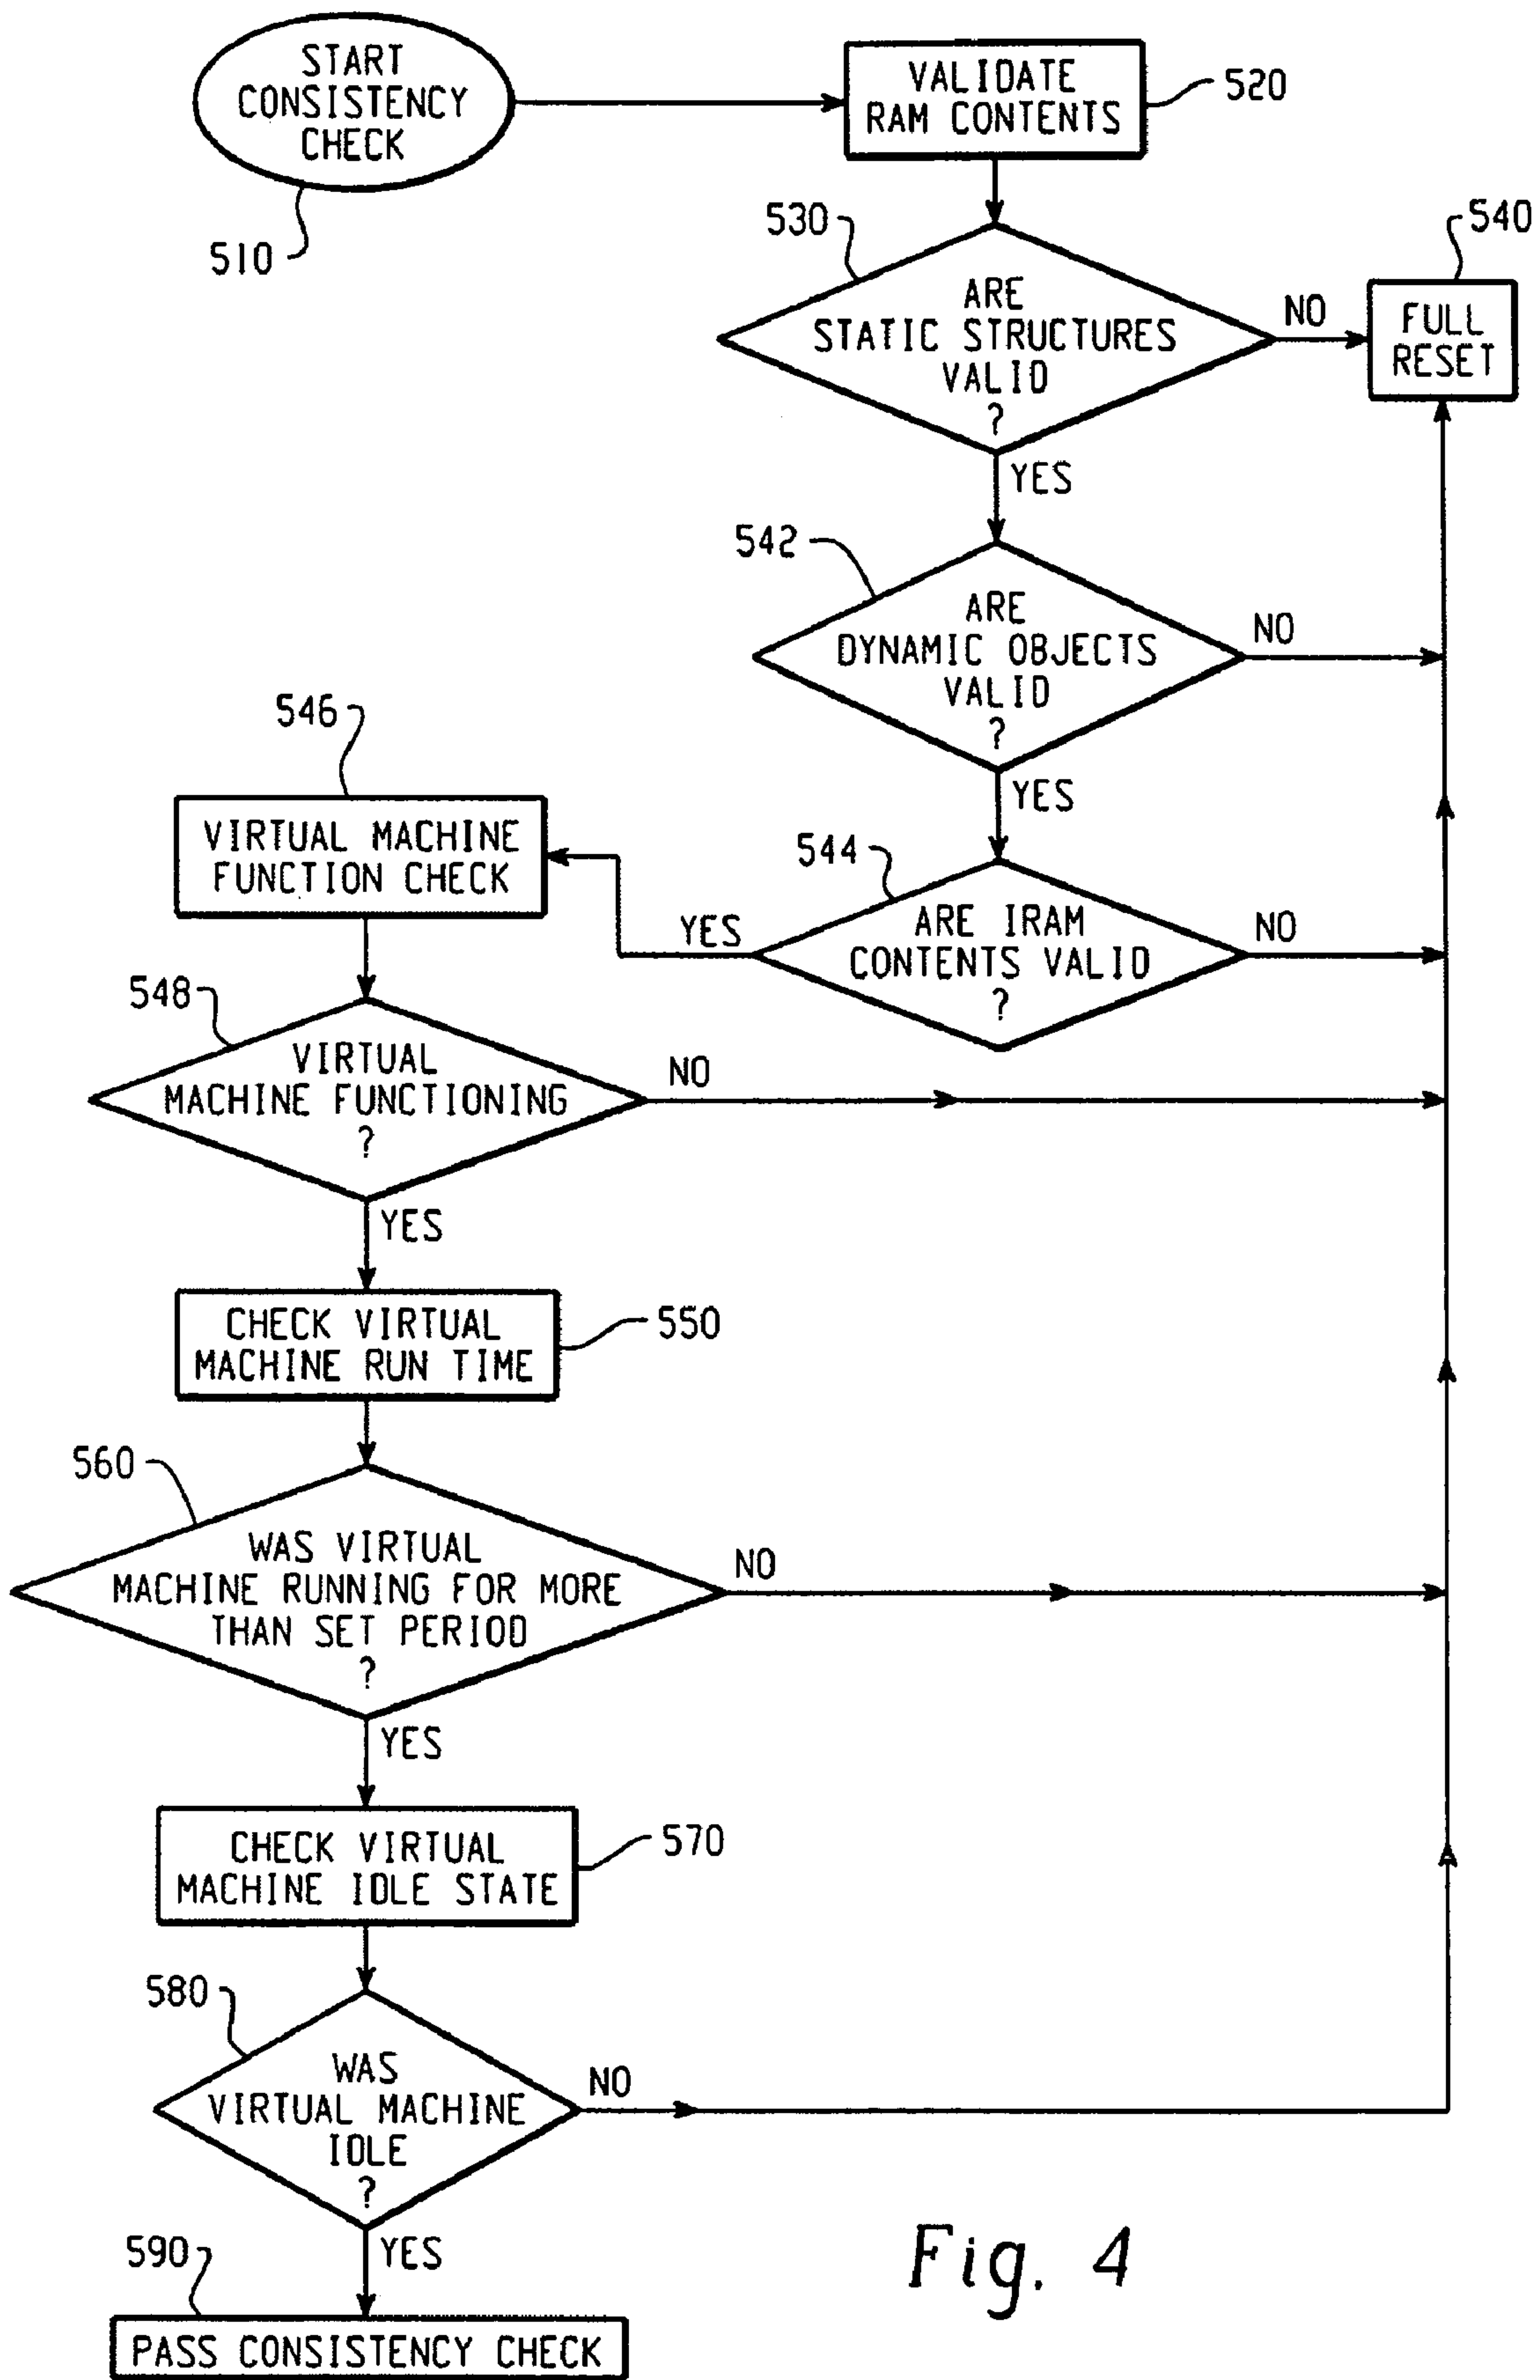 START
CONSISTENCY
CHECK
510
VALIDATE
RAM CONTENTS
520
530
ARE
STATIC STRUCTURES
VALID
?
NO
YES
540
FULL
RESET
542
ARE
DYNAMIC OBJECTS
VALID
?
NO
YES
544
ARE IRAM
CONTENTS VALID
?
NO
YES
546
VIRTUAL MACHINE
FUNCTION CHECK
548
VIRTUAL
MACHINE FUNCTIONING
?
NO
YES
CHECK VIRTUAL
MACHINE RUN TIME
550
560
WAS VIRTUAL
MACHINE RUNNING FOR MORE
THAN SET PERIOD
?
NO
YES
CHECK VIRTUAL
MACHINE IDLE STATE
570
580
WAS
VIRTUAL MACHINE
IDLE
?
NO
YES
590
PASS CONSISTENCY CHECK
Fig. 4